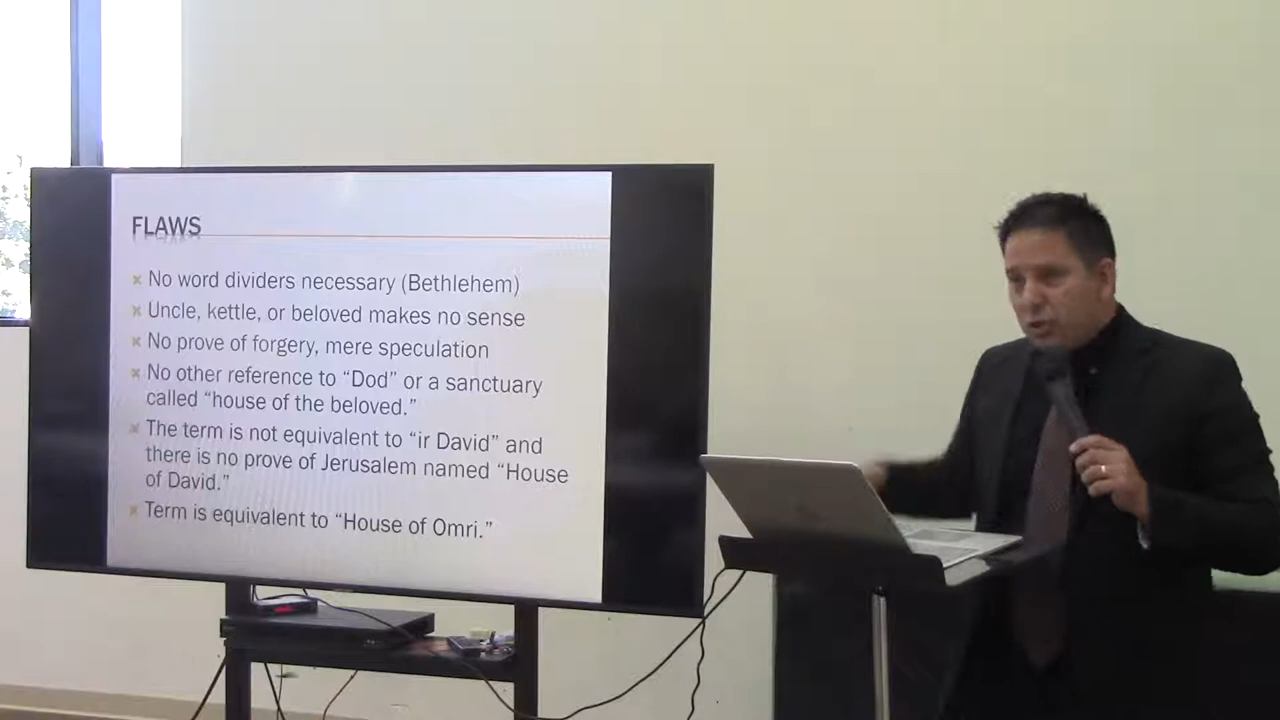 FLAWS
No word dividers necessary (Bethlehem)
Uncle, kettle, or beloved makes no sense
No prove of forgery, mere speculation
No other reference to “Dod” or a sanctuary
called “house of the beloved.”
The term is not equivalent to “ir David” and
there is no prove of Jerusalem named “House
of David.”
Term is equivalent to “House of Omri.”